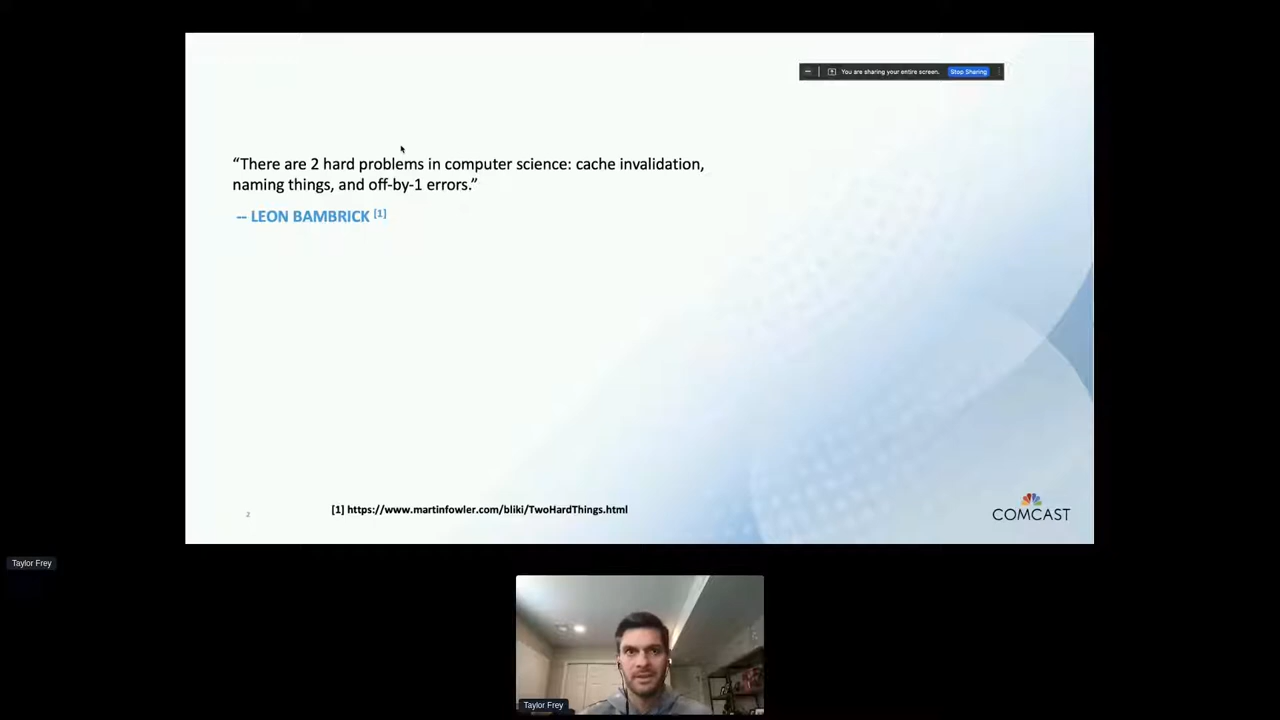 You are sharing your entire screen. Stop Sharing
“There are 2 hard problems in computer science: cache invalidation,
naming things, and off-by-1 errors.”
-- LEON BAMBRICK [1]
[1] https://www.martinfowler.com/bliki/TwoHardThings.html
2
COMCAST
Taylor Frey
Taylor Frey